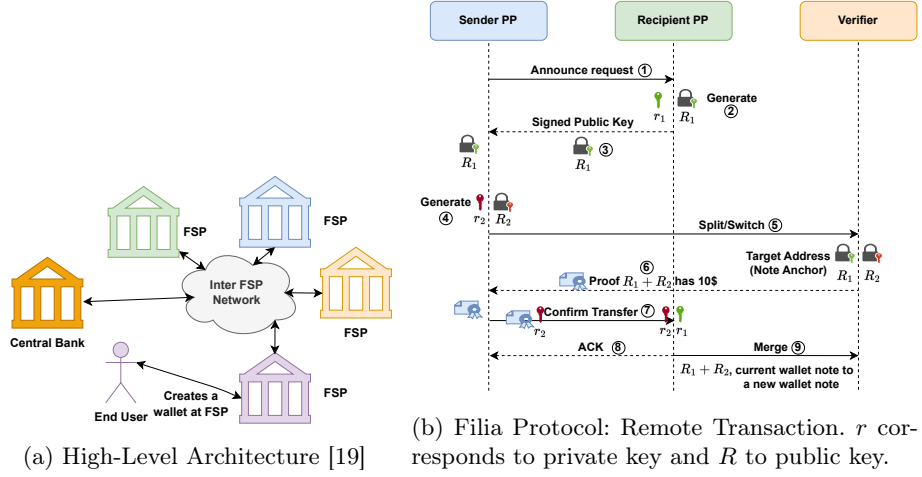 FSP
FSP
Inter FSP
Network
Central Bank
FSP
Creates a
wallet at FSP
FSP
End User
(a) High-Level Architecture [19]
Sender PP
Recipient PP
Verifier
Announce request ①
r₁
R₁
Generate
②
Signed Public Key
R₁
R₁
③
Generate
④
r₂
R₂
Split/Switch ⑤
Target Address
(Note Anchor)
R₁
R₂
⑥
Proof R₁ + R₂ has 10$
Confirm Transfer ⑦
r₂
r₂ r₁
ACK ⑧
Merge ⑨
R₁ + R₂, current wallet note to
a new wallet note
(b) Filia Protocol: Remote Transaction. r cor-
responds to private key and R to public key.